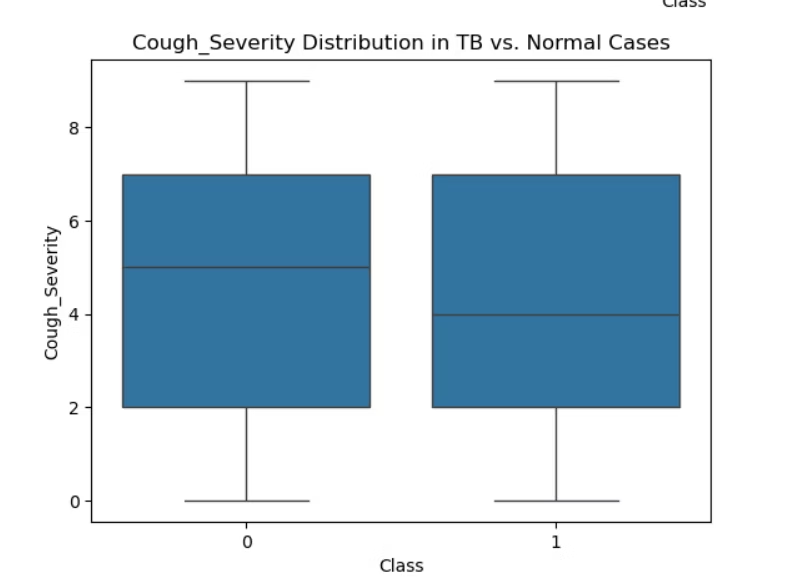 Class
Cough_Severity Distribution in TB vs. Normal Cases
8
6
4
2
0
Cough_Severity
0 1
Class